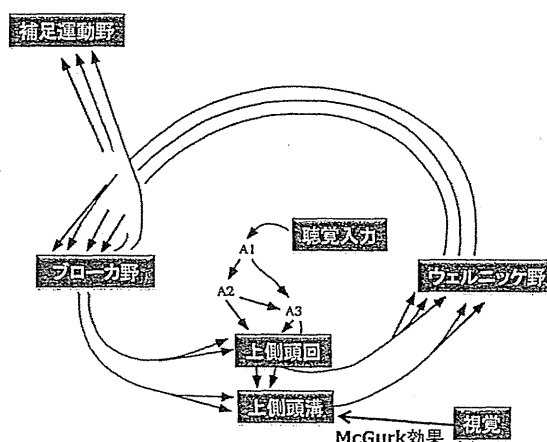 補足運動野
聴覚入力
A1
ブローカ野
ウェルニッケ野
A2
A3
上側頭回
上側頭溝
視覚
McGurk効果